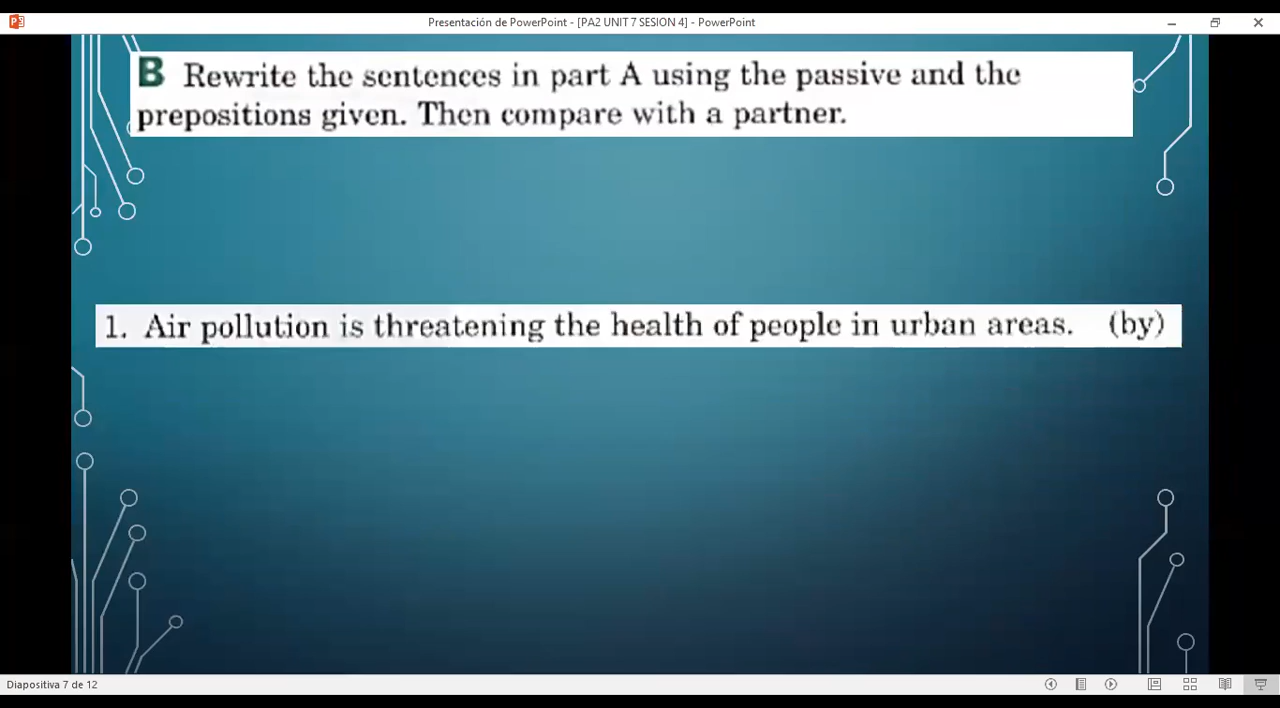 Presentación de PowerPoint - [PA2 UNIT 7 SESION 4] - PowerPoint
B Rewrite the sentences in part A using the passive and the
prepositions given. Then compare with a partner.
1. Air pollution is threatening the health of people in urban areas. (by)
Diapositiva 7 de 12